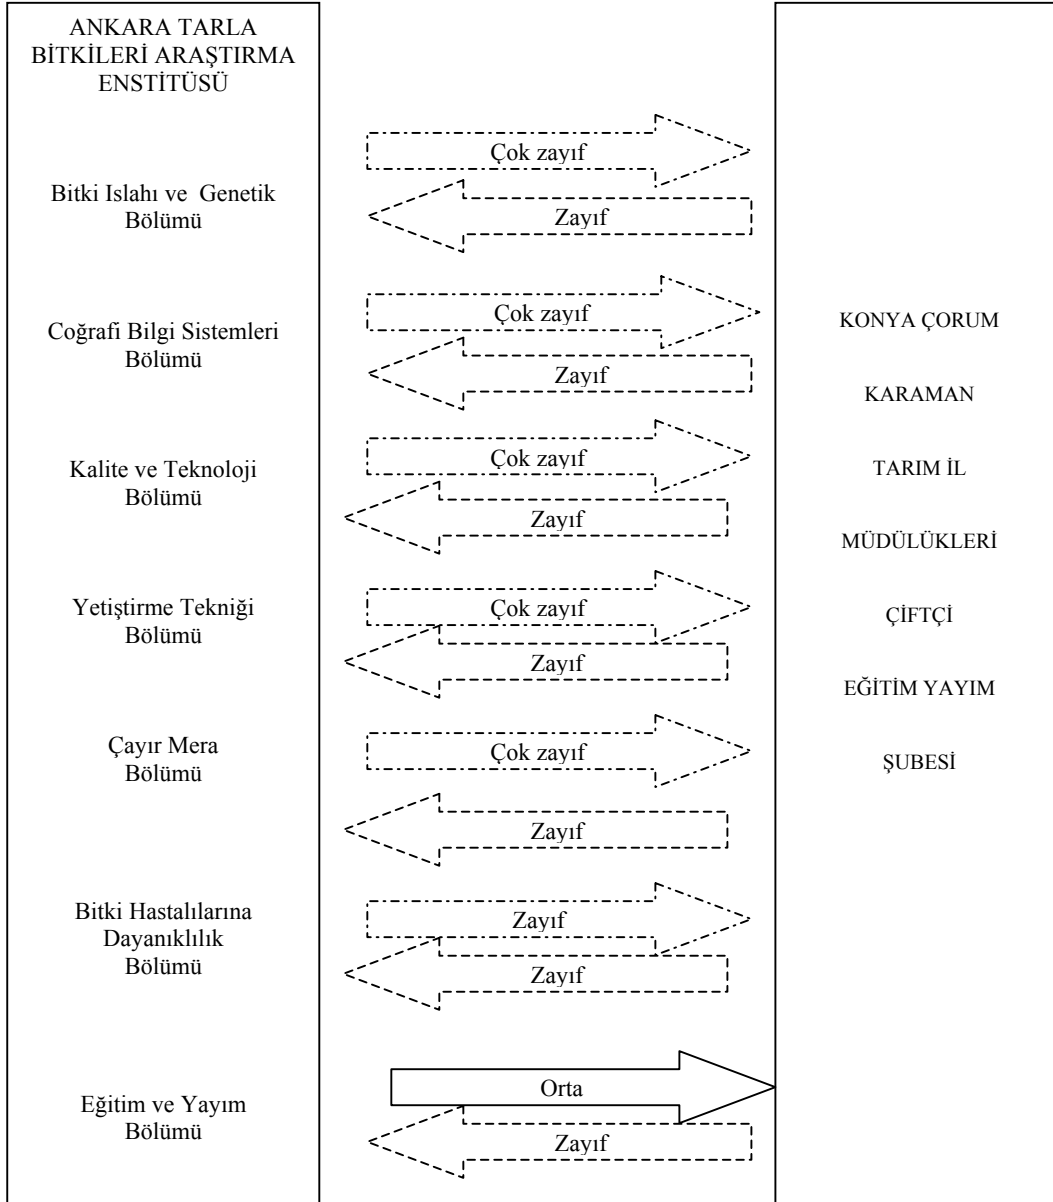 ANKARA TARLA
BİTKİLERİ ARAŞTIRMA
ENSTİTÜSÜ
Bitki Islahı ve Genetik
Bölümü
Çok zayıf
Zayıf
Coğrafi Bilgi Sistemleri
Bölümü
Çok zayıf
Zayıf
Kalite ve Teknoloji
Bölümü
Çok zayıf
Zayıf
Yetiştirme Tekniği
Bölümü
Çok zayıf
Zayıf
Çayır Mera
Bölümü
Çok zayıf
Zayıf
Bitki Hastalılarına
Dayanıklılık
Bölümü
Zayıf
Zayıf
Eğitim ve Yayım
Bölümü
Orta
Zayıf
KONYA ÇORUM
KARAMAN
TARIM İL
MÜDÜLÜKLERİ
ÇİFTÇİ
EĞİTİM YAYIM
ŞUBESİ